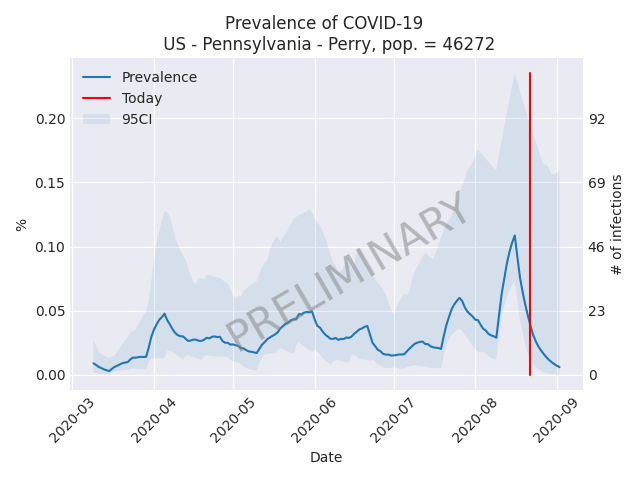 Prevalence of COVID-19
US - Pennsylvania - Perry, pop. = 46272
Prevalence
Today
95CI
0.20
0.15
0.10
0.05
0.00
%
92
69
46
23
0
# of infections
PRELIMINARY
2020-03
2020-04
2020-05
2020-06
2020-07
2020-08
2020-09
Date